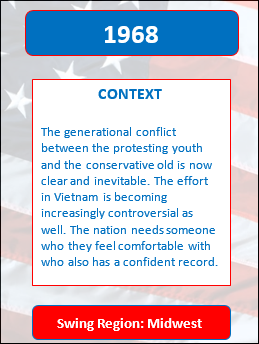 1968
CONTEXT
The generational conflict
between the protesting youth
and the conservative old is now
clear and inevitable. The effort
in Vietnam is becoming
increasingly controversial as
well. The nation needs someone
who they feel comfortable with
who also has a confident record.
Swing Region: Midwest